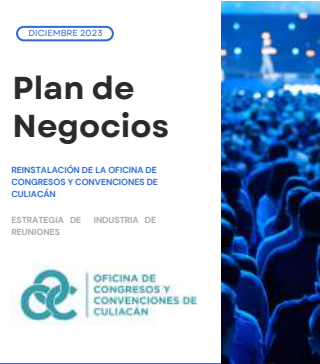 DICIEMBRE 2023
Plan de
Negocios
REINSTALACIÓN DE LA OFICINA DE
CONGRESOS Y CONVENCIONES DE
CULIACÁN
ESTRATEGIA DE INDUSTRIA DE
REUNIONES
OFICINA DE
CONGRESOS Y
CONVENCIONES DE
CULIACÁN